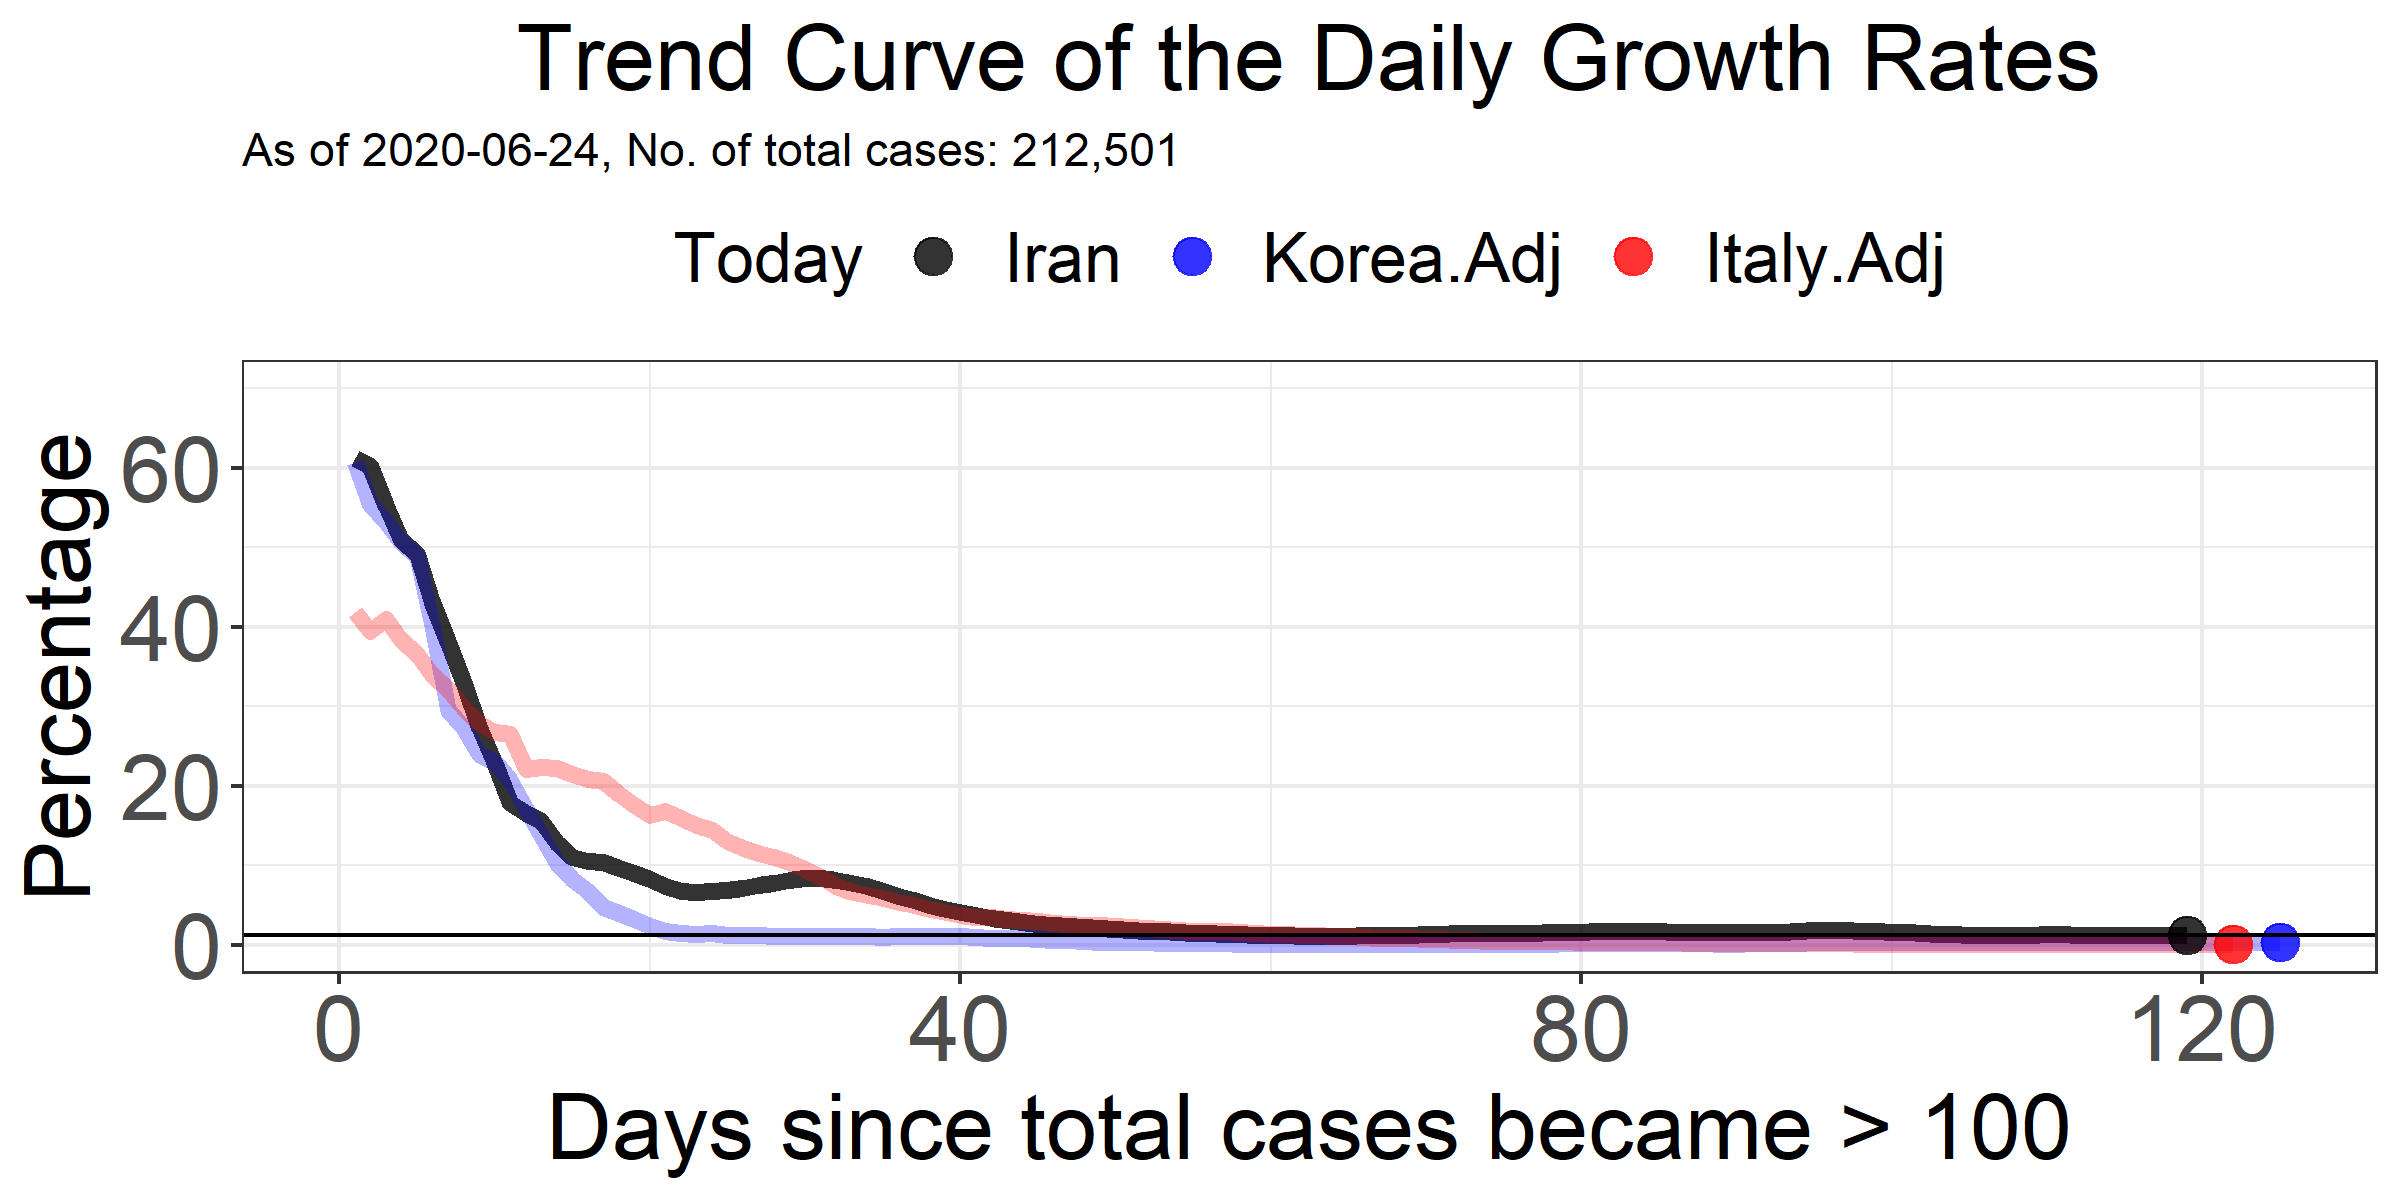 Trend Curve of the Daily Growth Rates
As of 2020-06-24, No. of total cases: 212,501
Today Iran Korea.Adj Italy.Adj
Percentage
60
40
20
0
0 40 80 120
Days since total cases became > 100